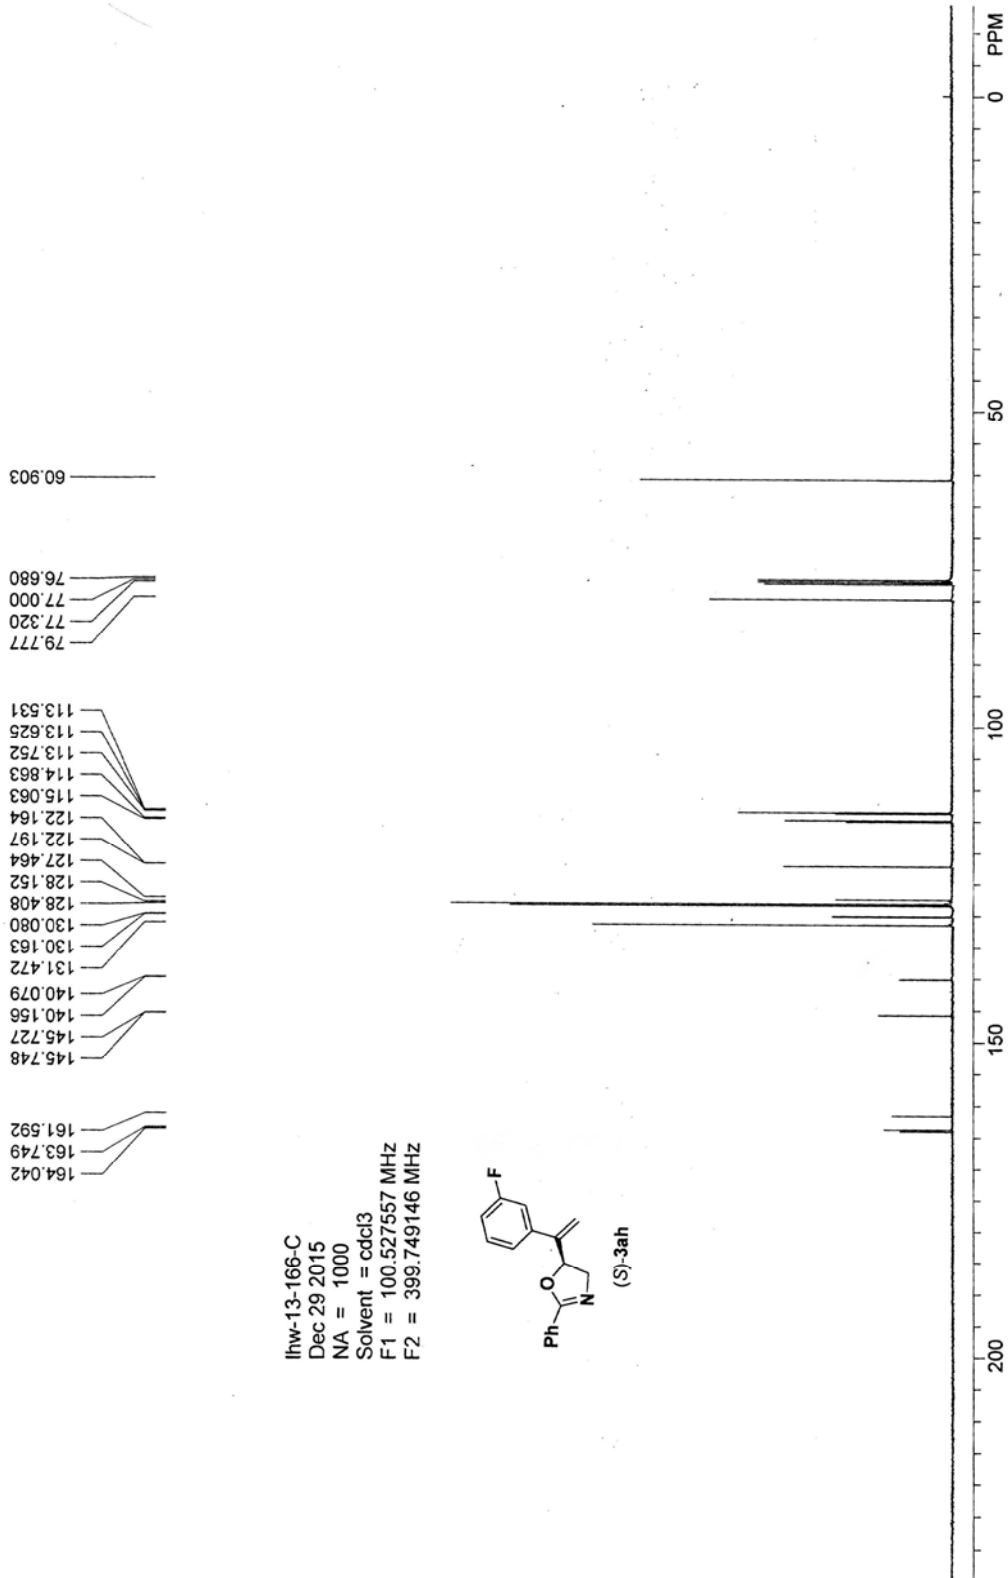 164.042
163.749
161.592
145.748
145.727
140.156
140.079
131.472
130.163
130.080
128.408
128.152
127.464
122.197
122.164
115.063
114.863
113.752
113.625
113.531
79.777
77.320
77.000
76.680
60.903
lhw-13-166-C
Dec 29 2015
NA = 1000
Solvent = cdcl3
F1 = 100.527557 MHz
F2 = 399.749146 MHz
F
O
N
Ph
(S)-3ah
200
150
100
50
0
PPM